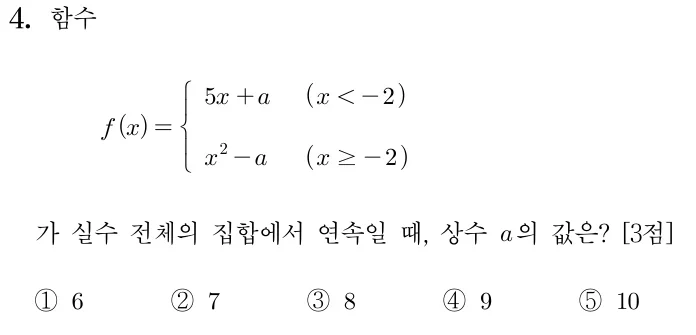 4. 함수
f(x) = { 5x + a (x < -2)
x² - a (x ≥ -2)
가 실수 전체의 집합에서 연속일 때, 상수 a의 값은? [3점]
① 6 ② 7 ③ 8 ④ 9 ⑤ 10